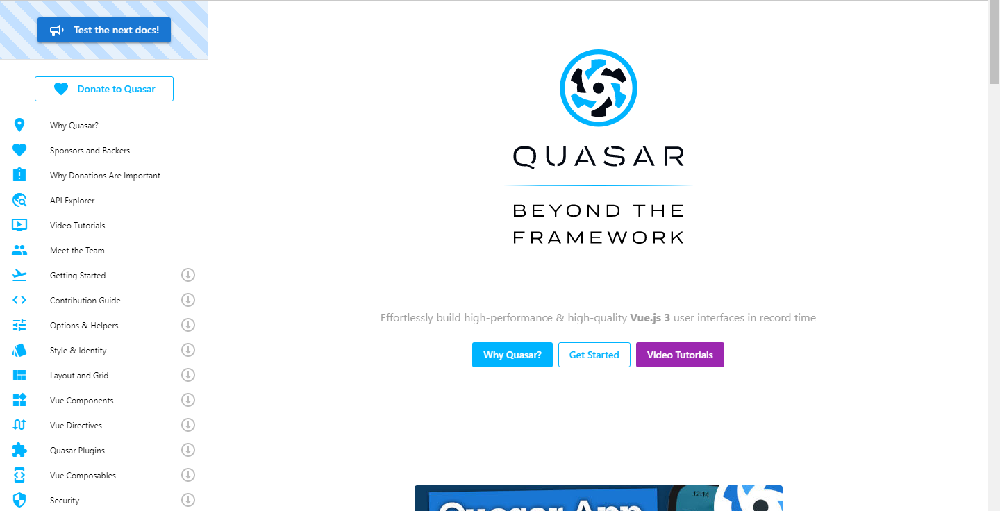 Test the next docs!
Donate to Quasar
Why Quasar?
Sponsors and Backers
Why Donations Are Important
API Explorer
Video Tutorials
Meet the Team
Getting Started
Contribution Guide
Options & Helpers
Style & Identity
Layout and Grid
Vue Components
Vue Directives
Quasar Plugins
Vue Composables
Security
QUASAR
BEYOND THE
FRAMEWORK
Effortlessly build high-performance & high-quality Vue.js 3 user interfaces in record time
Why Quasar? Get Started Video Tutorials
12:14
Quasar App